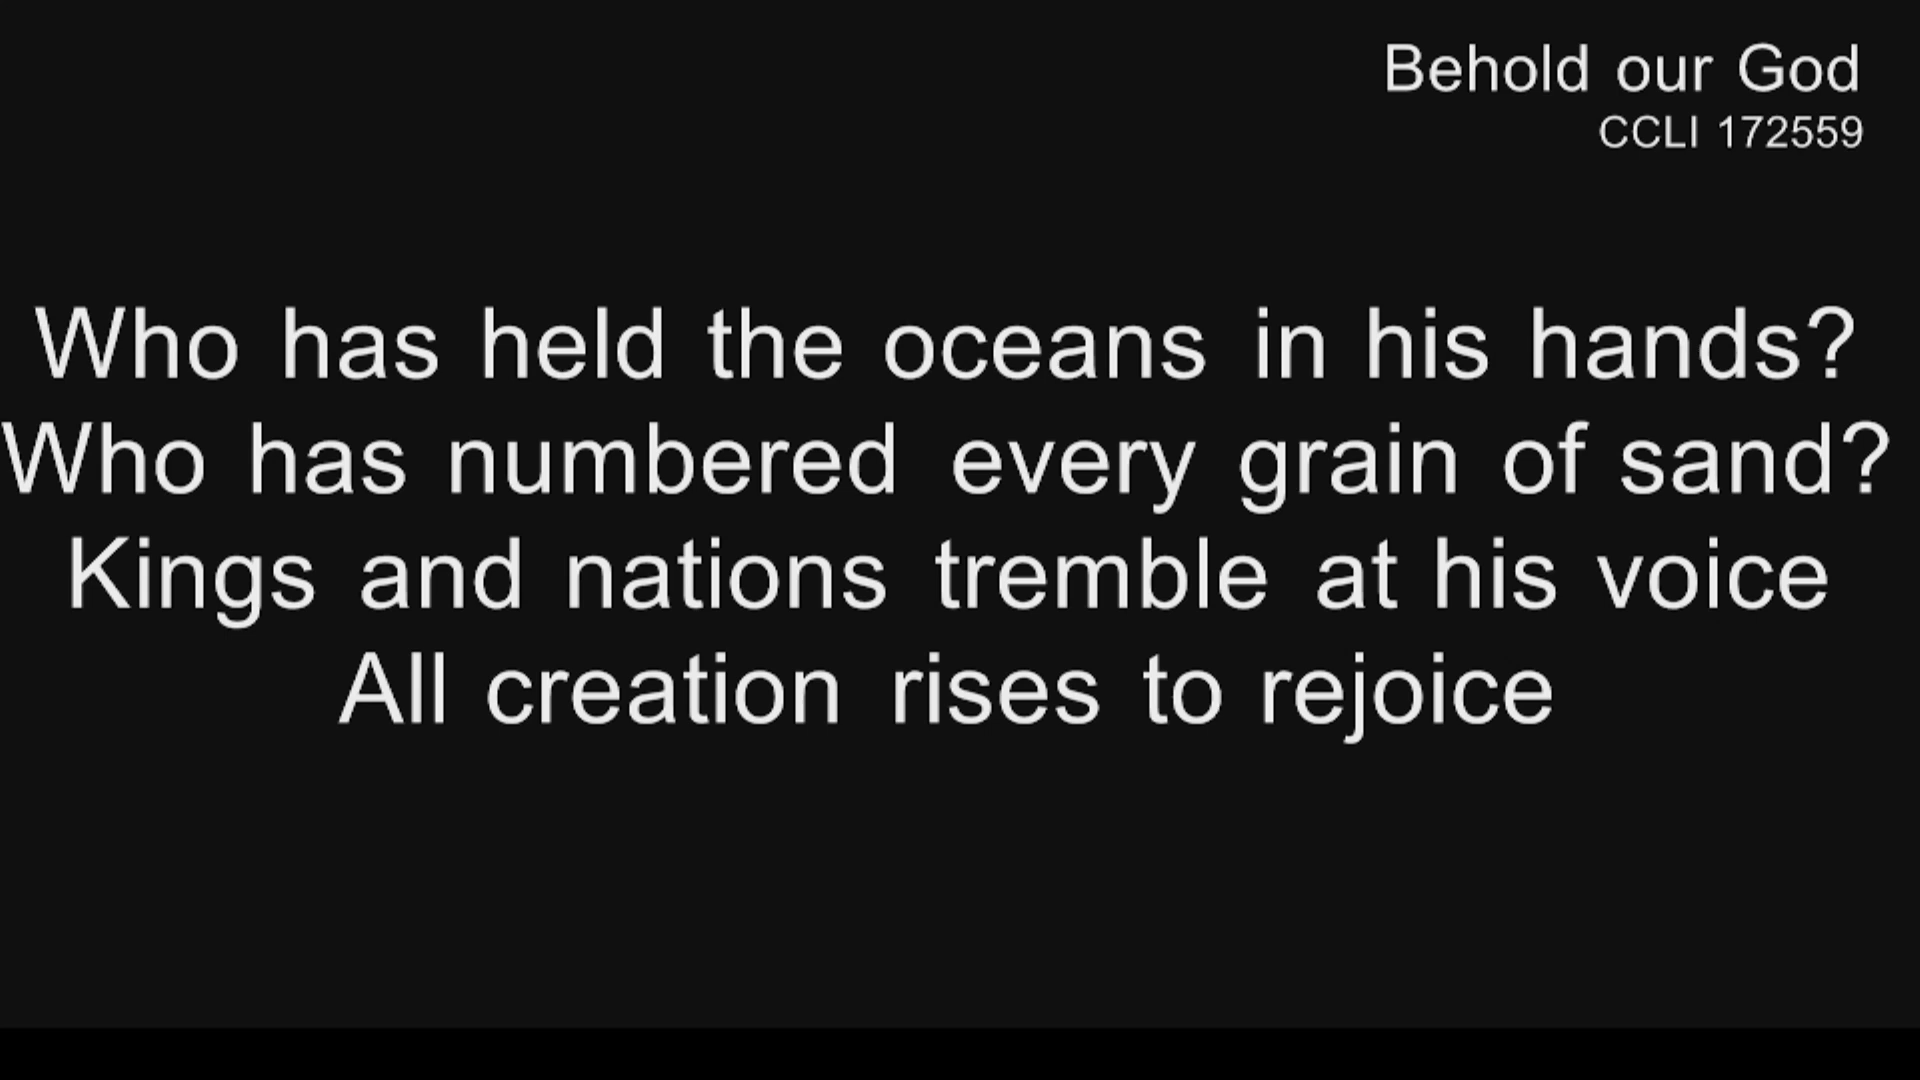 Behold our God
CCLI 172559
Who has held the oceans in his hands?
Who has numbered every grain of sand?
Kings and nations tremble at his voice
All creation rises to rejoice